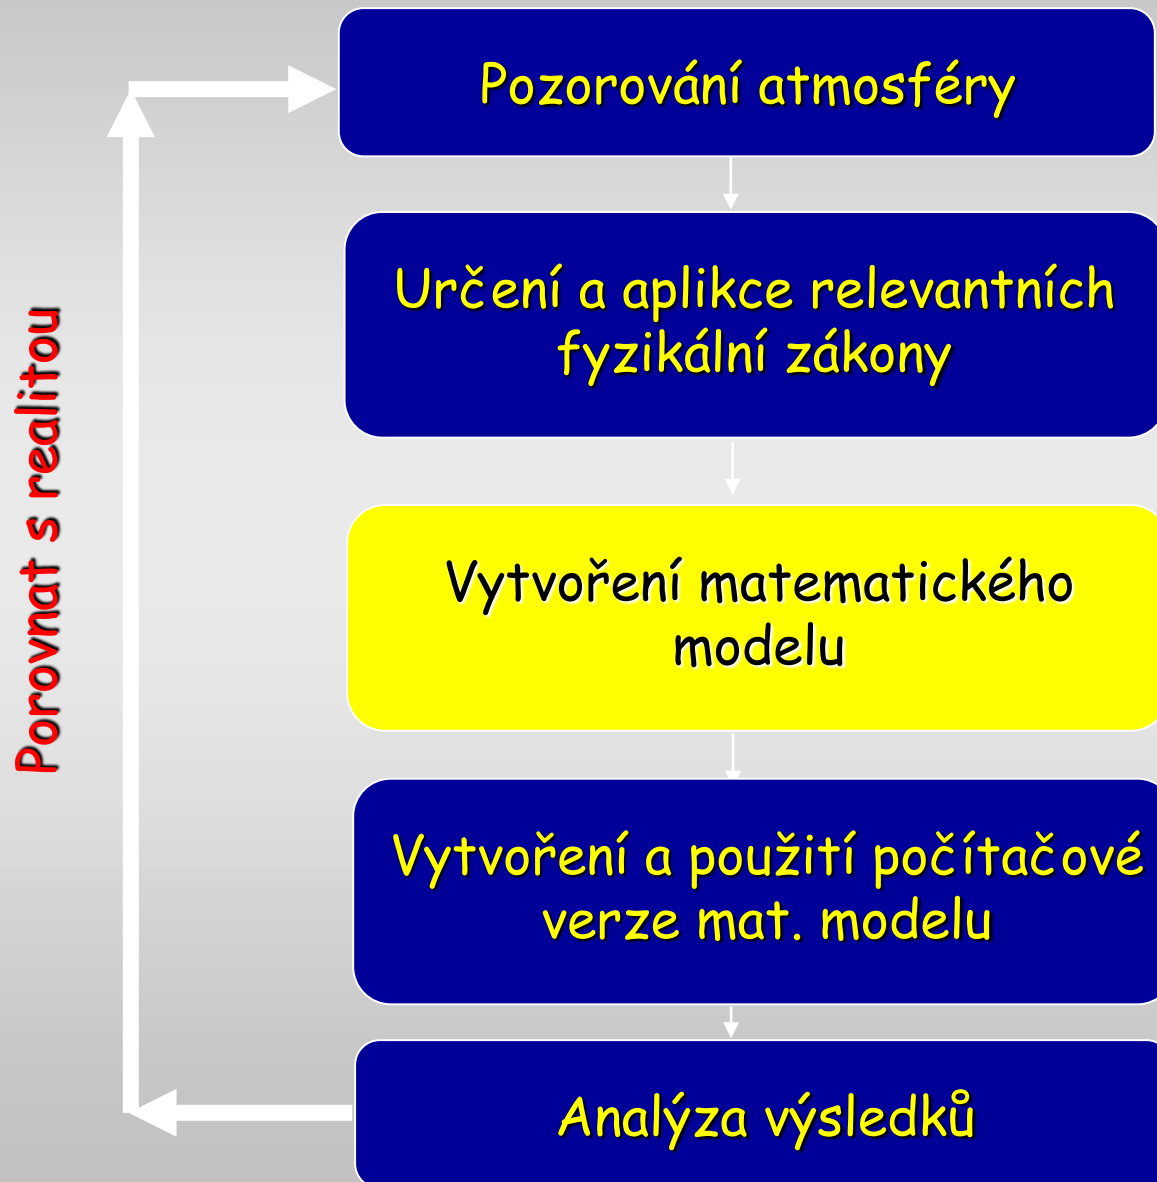 Pozorování atmosféry
Určení a aplikce relevantních
fyzikální zákony
Vytvoření matematického
modelu
Vytvoření a použití počítačové
verze mat. modelu
Analýza výsledků
Porovnat s realitou